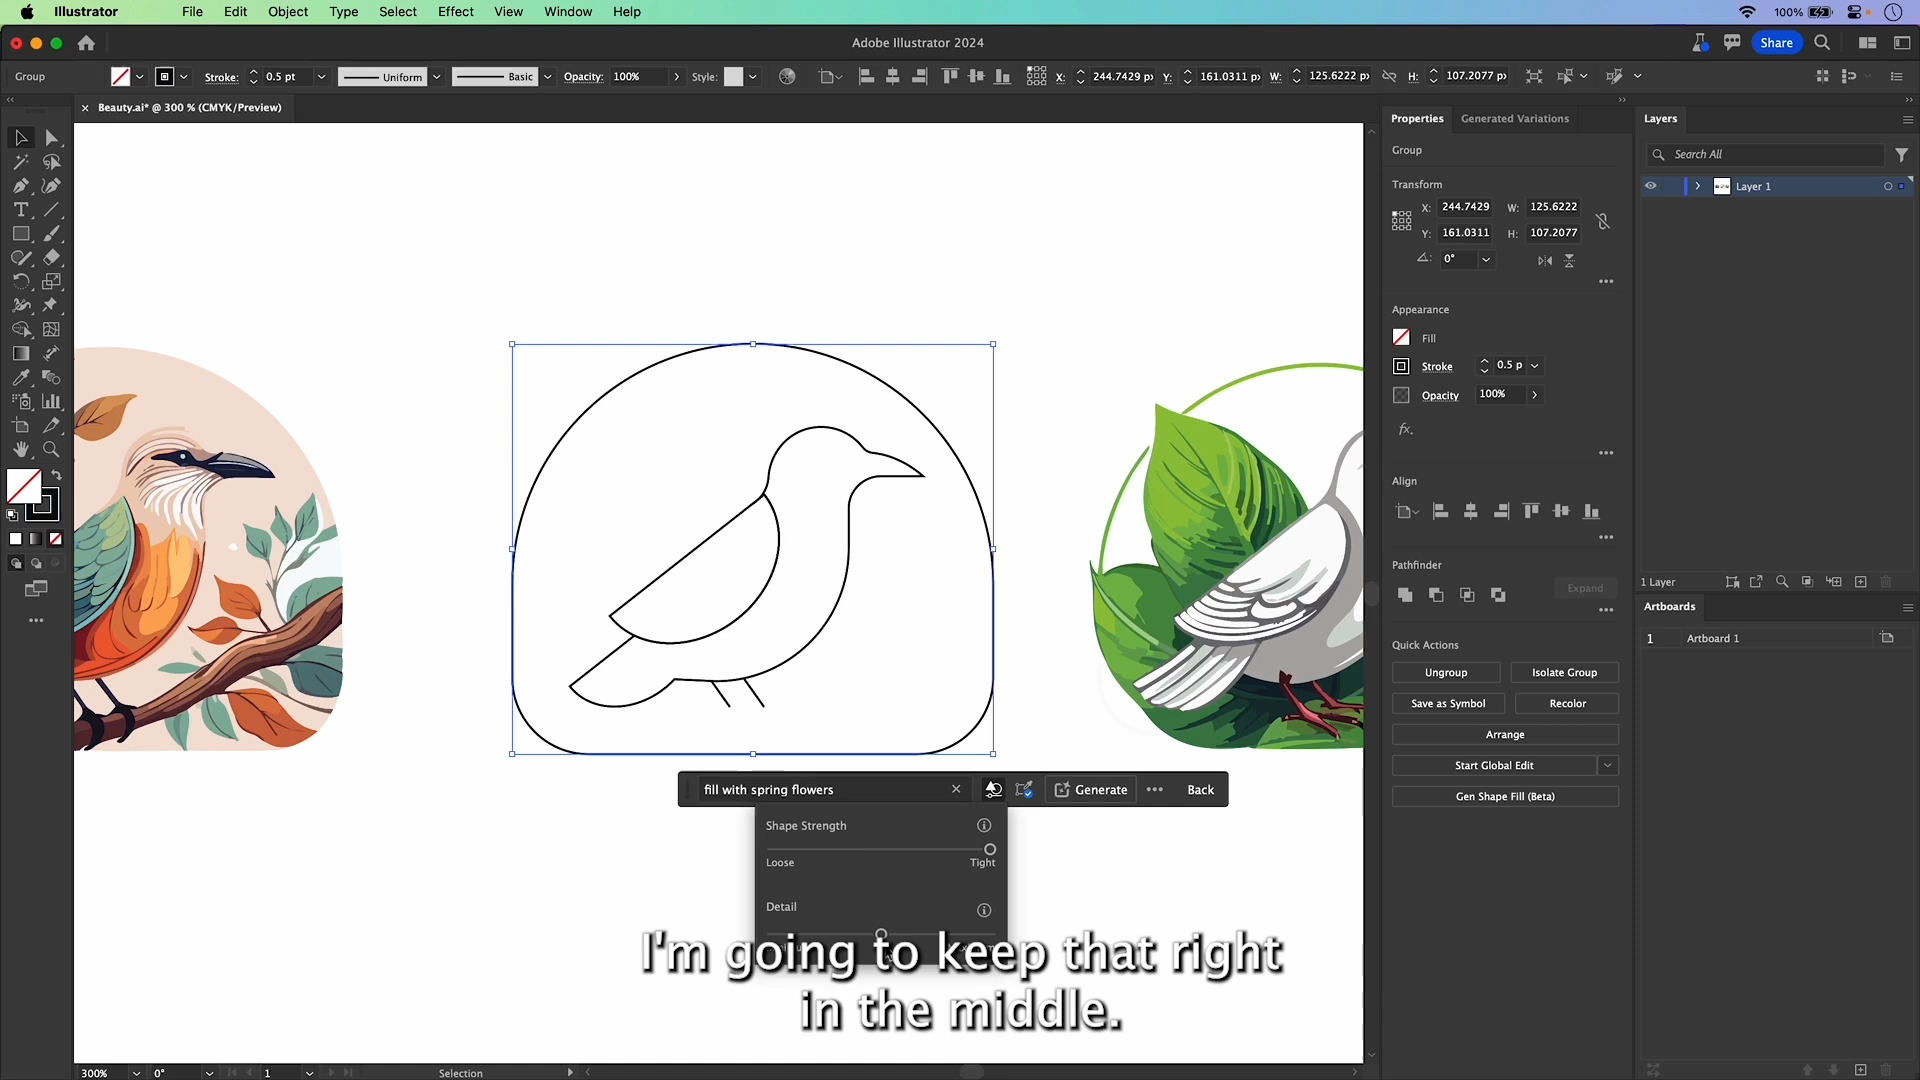 Illustrator File Edit Object Type Select Effect View Window Help 100%
Adobe Illustrator 2024 Share
Group Stroke: 0.5 pt Uniform Basic Opacity: 100% Style: X: 244.7429 p Y: 161.0311 p W: 125.6222 p H: 107.2077 p
Beauty.ai* @ 300 % (CMYK/Preview)
Properties Generated Variations
Group
Transform
X: 244.7429 W: 125.6222
Y: 161.0311 H: 107.2077
0°
Appearance
Fill
Stroke 0.5 p
Opacity 100%
fx.
Align
Pathfinder
Expand
Quick Actions
Ungroup Isolate Group
Save as Symbol Recolor
Arrange
Start Global Edit
Gen Shape Fill (Beta)
Layers
Search All
Layer 1
1 Layer
Artboards
1 Artboard 1
fill with spring flowers Generate Back
Shape Strength
Loose Tight
Detail
I'm going to keep that right
in the middle.
300% 0° 1 Selection